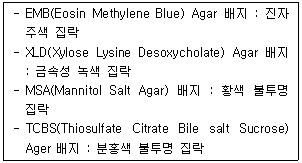 - EMB(Eosin Methylene Blue) Agar 배지 : 진자
주색 집락
- XLD(Xylose Lysine Desoxycholate) Agar 배지
: 금속성 녹색 집락
- MSA(Mannitol Salt Agar) 배지 : 황색 불투명
집락
- TCBS(Thiosulfate Citrate Bile salt Sucrose)
Ager 배지 : 분홍색 불투명 집락